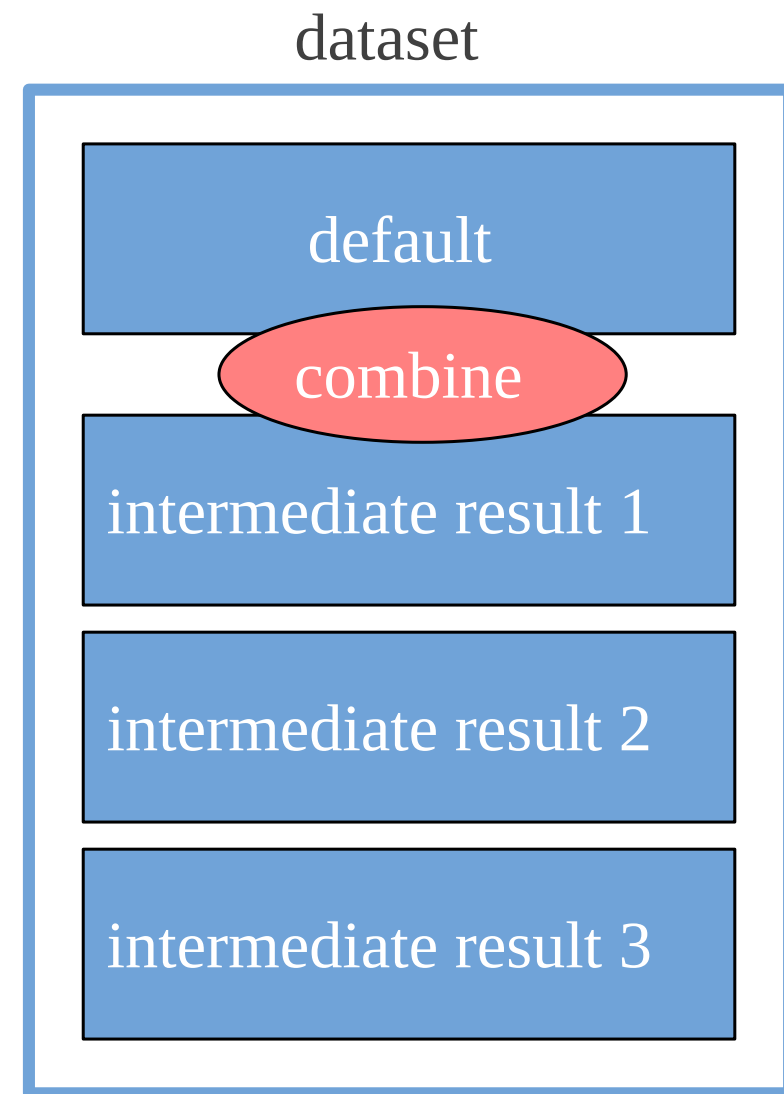 dataset
default
combine
intermediate result 1
intermediate result 2
intermediate result 3